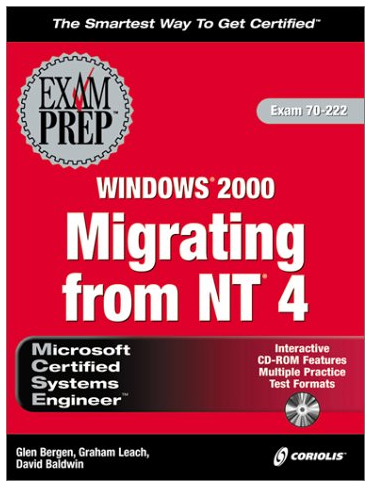 The Smartest Way To Get Certified™
EXAM
PREP
Exam 70-222
WINDOWS® 2000
Migrating
from NT® 4
Microsoft
Certified
Systems
Engineer™
Interactive
CD-ROM Features
Multiple Practice
Test Formats
Glen Bergen, Graham Leach,
David Baldwin
CORIOLIS™